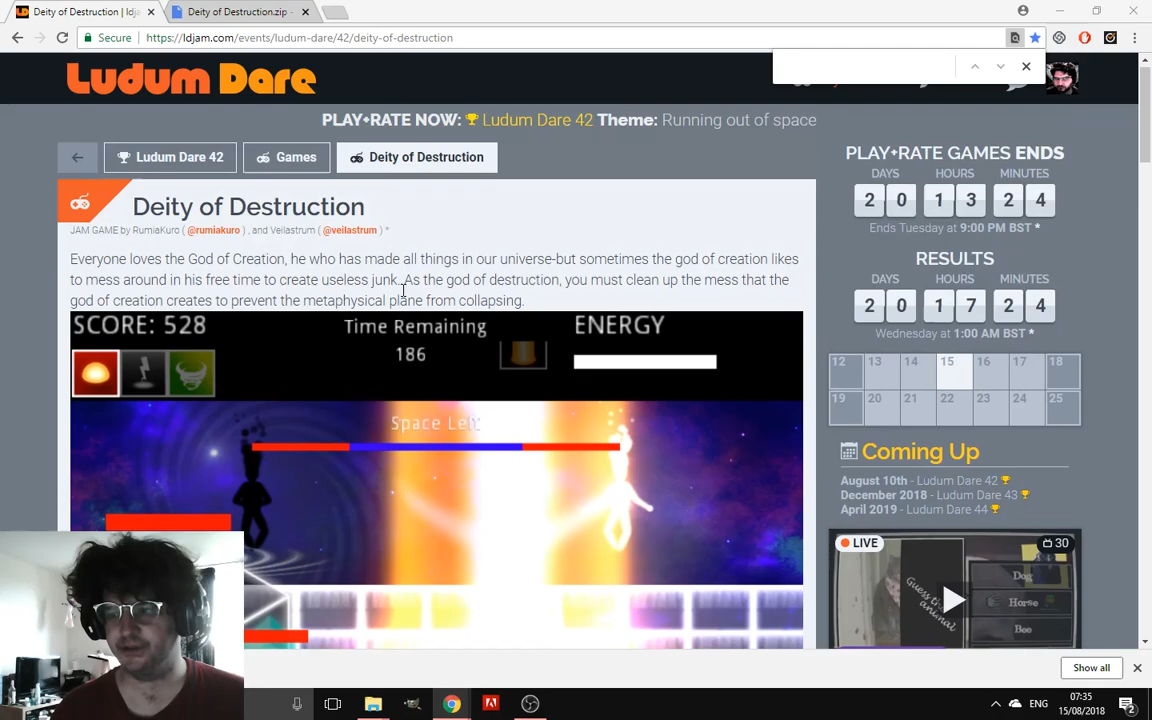 Deity of Destruction | ldja
Deity of Destruction.zip -
Secure
https://ldjam.com/events/ludum-dare/42/deity-of-destruction
LUDUM DARE
PLAY+RATE NOW: Ludum Dare 42 Theme: Running out of space
Ludum Dare 42
Games
Deity of Destruction
Deity of Destruction
JAM GAME by RumiaKuro ( @rumiakuro ) , and Veilastrum ( @veilastrum ) *
Everyone loves the God of Creation, he who has made all things in our universe-but sometimes the god of creation likes
to mess around in his free time to create useless junk. As the god of destruction, you must clean up the mess that the
god of creation creates to prevent the metaphysical plane from collapsing.
SCORE: 528
Time Remaining
186
ENERGY
Space Left
PLAY+RATE GAMES ENDS
DAYS HOURS MINUTES
2 0 1 3 2 4
Ends Tuesday at 9:00 PM BST *
RESULTS
DAYS HOURS MINUTES
2 0 1 7 2 4
Wednesday at 1:00 AM BST *
12 13 14 15 16 17 18
19 20 21 22 23 24 25
Coming Up
August 10th - Ludum Dare 42
December 2018 - Ludum Dare 43
April 2019 - Ludum Dare 44
LIVE
30
Guess the
animal
Dog
Horse
Boo
Show all
ENG
07:35
15/08/2018
2